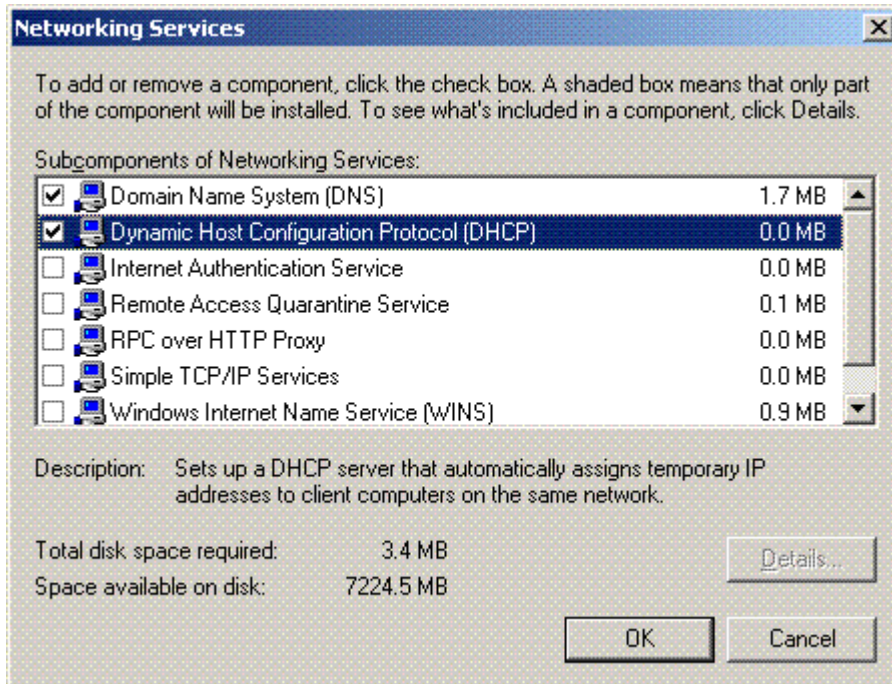 Networking Services
To add or remove a component, click the check box. A shaded box means that only part
of the component will be installed. To see what's included in a component, click Details.
Subcomponents of Networking Services:
Domain Name System (DNS) 1.7 MB
Dynamic Host Configuration Protocol (DHCP) 0.0 MB
Internet Authentication Service 0.0 MB
Remote Access Quarantine Service 0.1 MB
RPC over HTTP Proxy 0.0 MB
Simple TCP/IP Services 0.0 MB
Windows Internet Name Service (WINS) 0.9 MB
Description: Sets up a DHCP server that automatically assigns temporary IP
addresses to client computers on the same network.
Total disk space required: 3.4 MB
Space available on disk: 7224.5 MB
Details...
OK Cancel